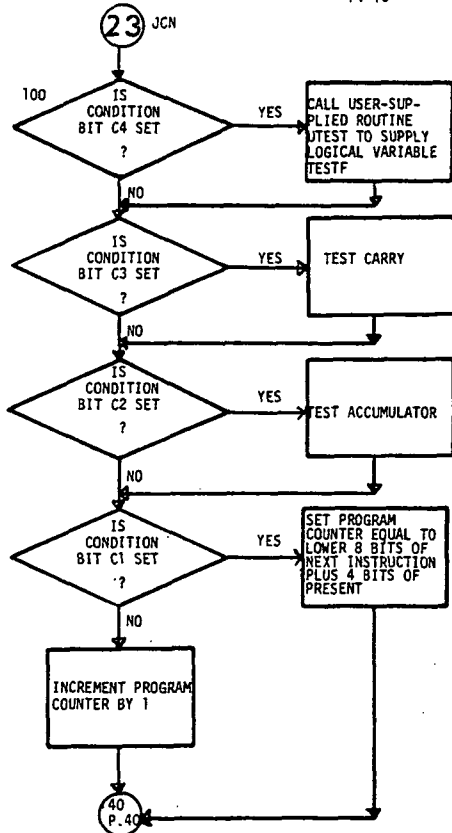 23 JCN
100
IS
CONDITION
BIT C4 SET
?
YES
CALL USER-SUP-
PLIED ROUTINE
UTEST TO SUPPLY
LOGICAL VARIABLE
TESTF
NO
IS
CONDITION
BIT C3 SET
?
YES
TEST CARRY
NO
IS
CONDITION
BIT C2 SET
?
YES
TEST ACCUMULATOR
NO
IS
CONDITION
BIT C1 SET
?
YES
SET PROGRAM
COUNTER EQUAL TO
LOWER 8 BITS OF
NEXT INSTRUCTION
PLUS 4 BITS OF
PRESENT
NO
INCREMENT PROGRAM
COUNTER BY 1
40
P.40